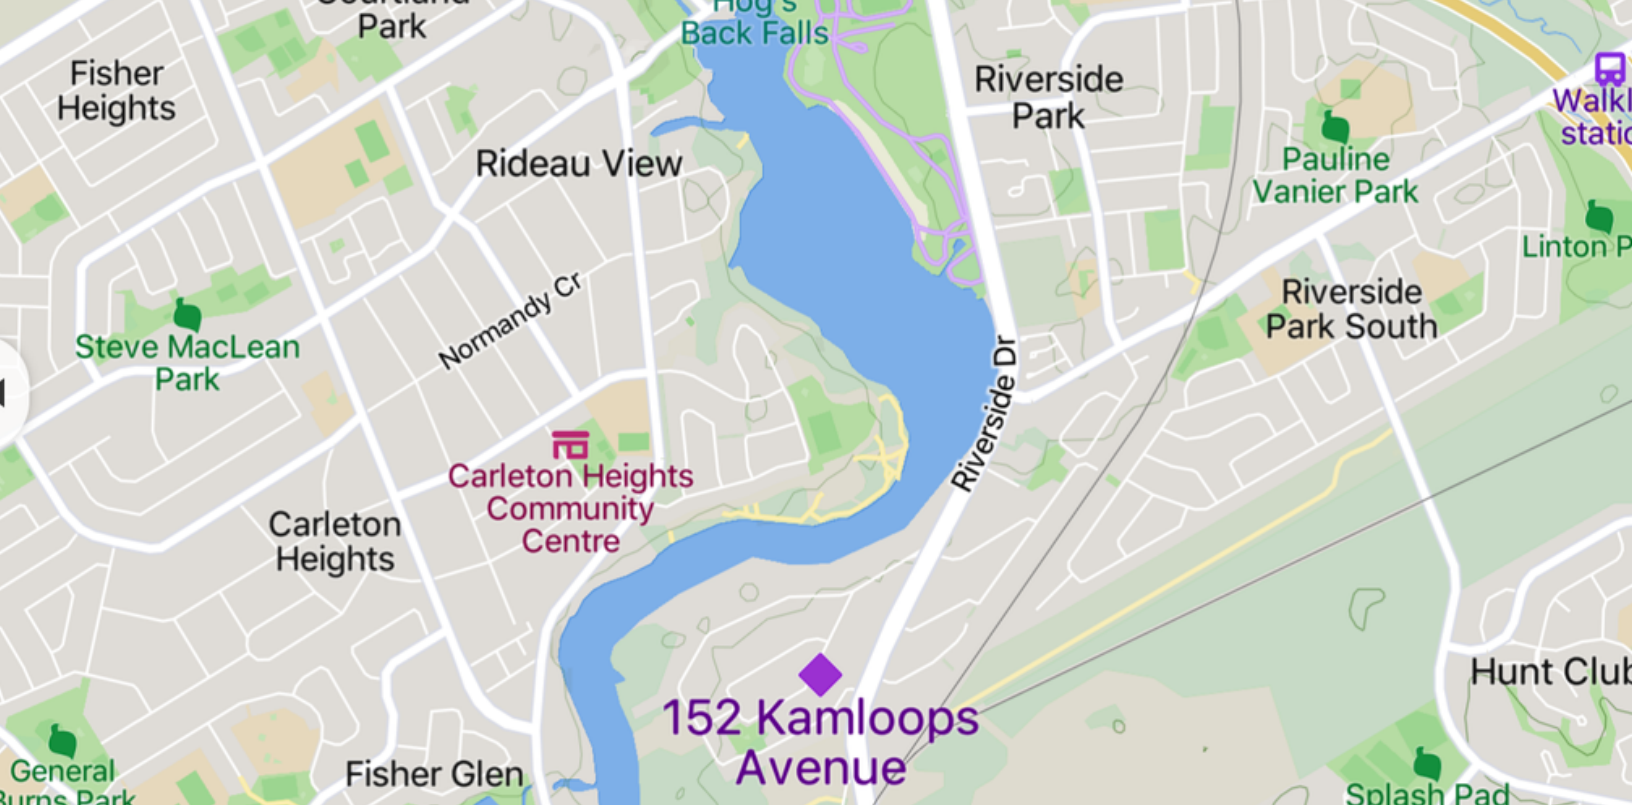 Park
Hog's
Back Falls
Fisher
Heights
Riverside
Park
Rideau View
Pauline
Vanier Park
Linton P
Riverside
Park South
Normandy Cr
Steve MacLean
Park
Riverside Dr
Carleton Heights
Community
Centre
Carleton
Heights
Hunt Club
152 Kamloops
Avenue
General
Burns Park
Fisher Glen
Splash Pad